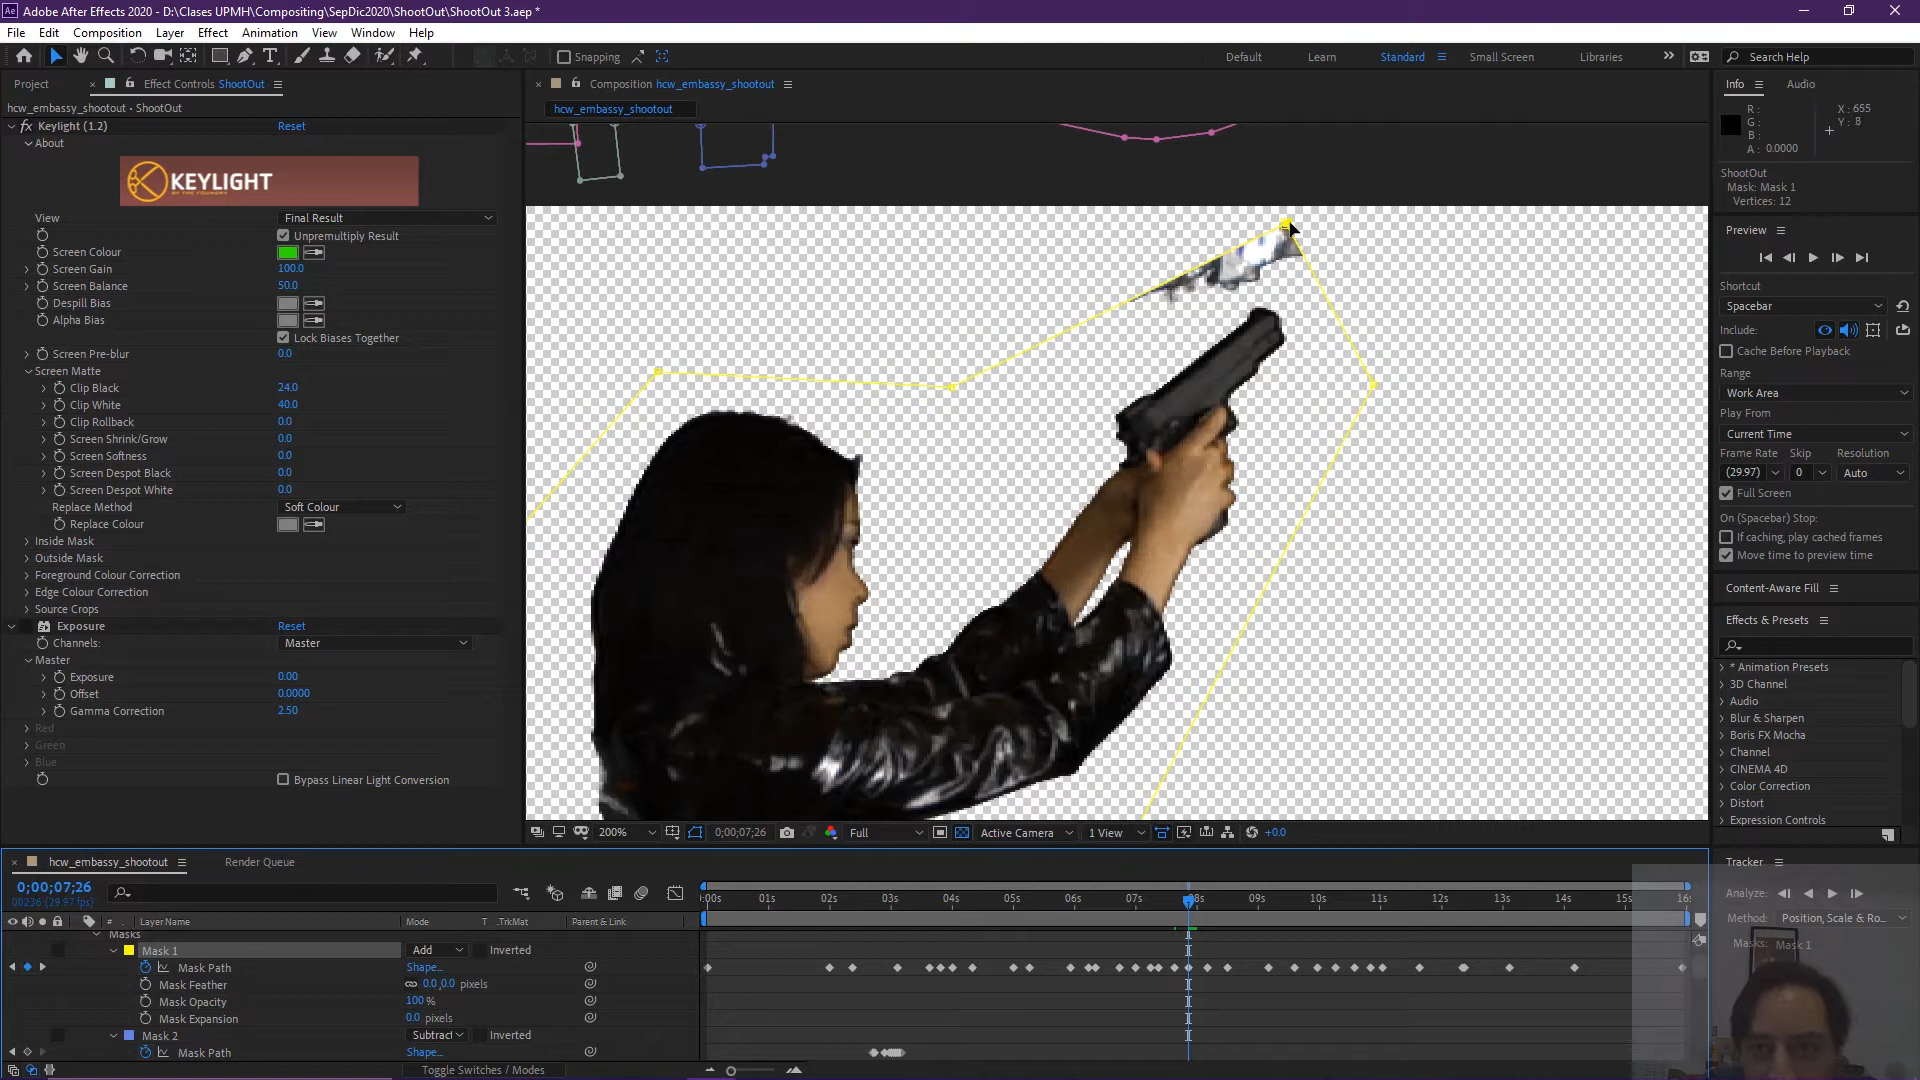 Adobe After Effects 2020 - D:\Clases UPMH\Compositing\SepDic2020\ShootOut\ShootOut 3.aep *
File Edit Composition Layer Effect Animation View Window Help
Snapping Default Learn Standard Small Screen Libraries Search Help
Project Effect Controls ShootOut
hcw_embassy_shootout • ShootOut
fx Keylight (1.2) Reset
About
KEYLIGHT
View Final Result
Unpremultiply Result
Screen Colour
Screen Gain 100.0
Screen Balance 50.0
Despill Bias
Alpha Bias
Lock Biases Together
Screen Pre-blur 0.0
Screen Matte
Clip Black 24.0
Clip White 40.0
Clip Rollback 0.0
Screen Shrink/Grow 0.0
Screen Softness 0.0
Screen Despot Black 0.0
Screen Despot White 0.0
Replace Method Soft Colour
Replace Colour
Inside Mask
Outside Mask
Foreground Colour Correction
Edge Colour Correction
Source Crops
Exposure Reset
Channels: Master
Master
Exposure 0.00
Offset 0.0000
Gamma Correction 2.50
Red
Green
Blue
Bypass Linear Light Conversion
Composition hcw_embassy_shootout
hcw_embassy_shootout
200% 0;00;07;26 Full Active Camera 1 View +0.0
Info Audio
R: X: 655
G: Y: 8
B:
A: 0.0000
ShootOut
Mask: Mask 1
Vertices: 12
Preview
Shortcut
Spacebar
Include:
Cache Before Playback
Range
Work Area
Play From
Current Time
Frame Rate Skip Resolution
(29.97) 0 Auto
Full Screen
On (Spacebar) Stop:
If caching, play cached frames
Move time to preview time
Content-Aware Fill
Effects & Presets
* Animation Presets
3D Channel
Audio
Blur & Sharpen
Boris FX Mocha
Channel
CINEMA 4D
Color Correction
Distort
Expression Controls
Tracker
Analyze:
Method: Position, Scale & Ro...
Masks: Mask 1
hcw_embassy_shootout Render Queue
0;00;07;26
00236 (29.97 fps)
# Layer Name Mode T .TrkMat Parent & Link
:00s 01s 02s 03s 04s 05s 06s 07s 08s 09s 10s 11s 12s 13s 14s 15s 16s
Masks
Mask 1 Add Inverted
Mask Path Shape...
Mask Feather 0.0,0.0 pixels
Mask Opacity 100 %
Mask Expansion 0.0 pixels
Mask 2 Subtract Inverted
Mask Path Shape...
Toggle Switches / Modes